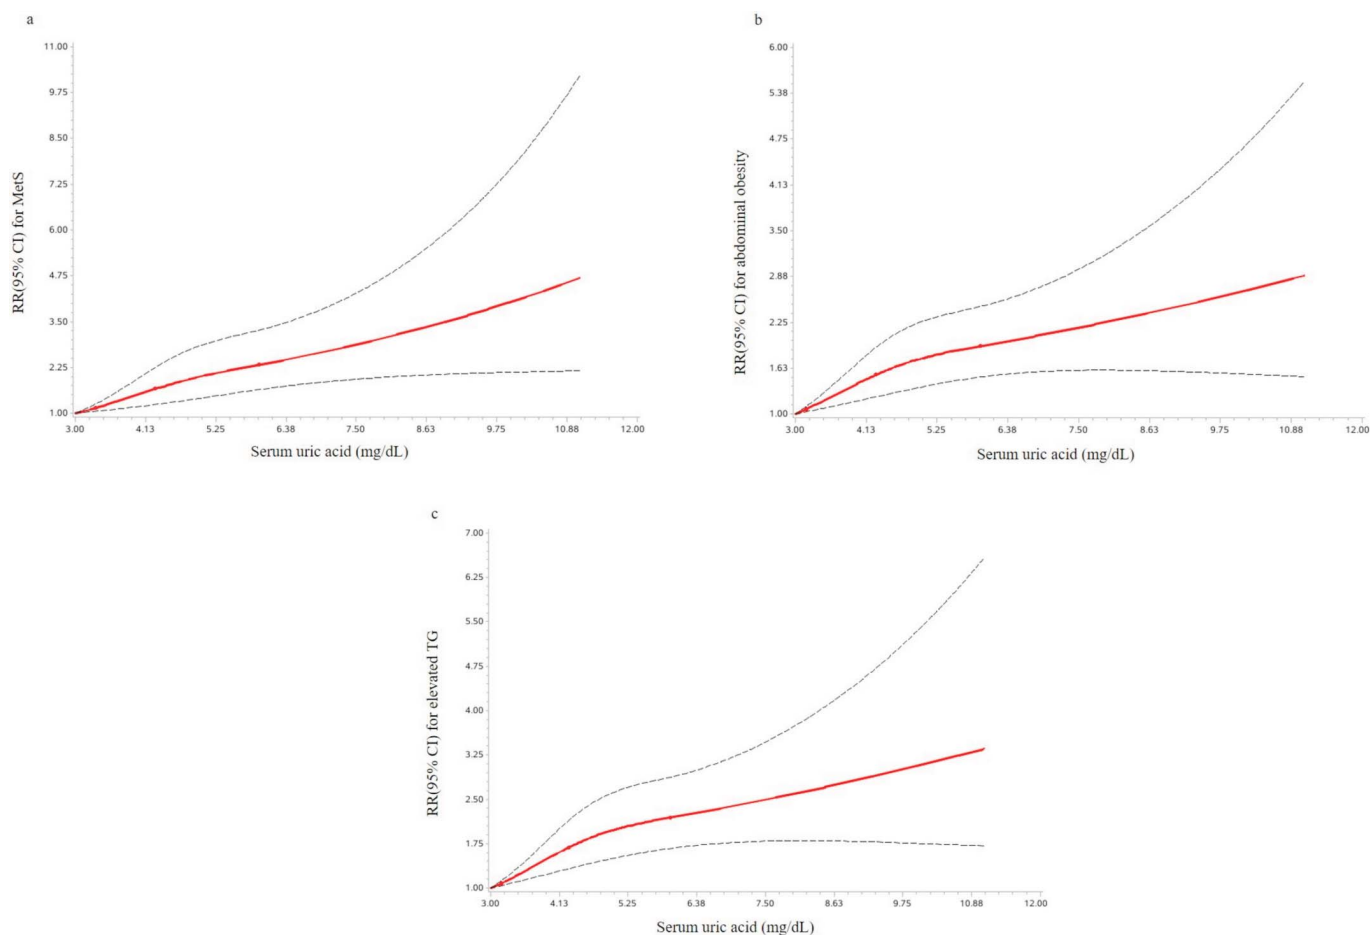 a
11.00
9.75
8.50
7.25
6.00
4.75
3.50
2.25
1.00
RR(95% CI) for MetS
3.00 4.13 5.25 6.38 7.50 8.63 9.75 10.88 12.00
Serum uric acid (mg/dL)
b
6.00
5.38
4.75
4.13
3.50
2.88
2.25
1.63
1.00
RR(95% CI) for abdominal obesity
3.00 4.13 5.25 6.38 7.50 8.63 9.75 10.88 12.00
Serum uric acid (mg/dL)
c
7.00
6.25
5.50
4.75
4.00
3.25
2.50
1.75
1.00
RR(95% CI) for elevated TG
3.00 4.13 5.25 6.38 7.50 8.63 9.75 10.88 12.00
Serum uric acid (mg/dL)